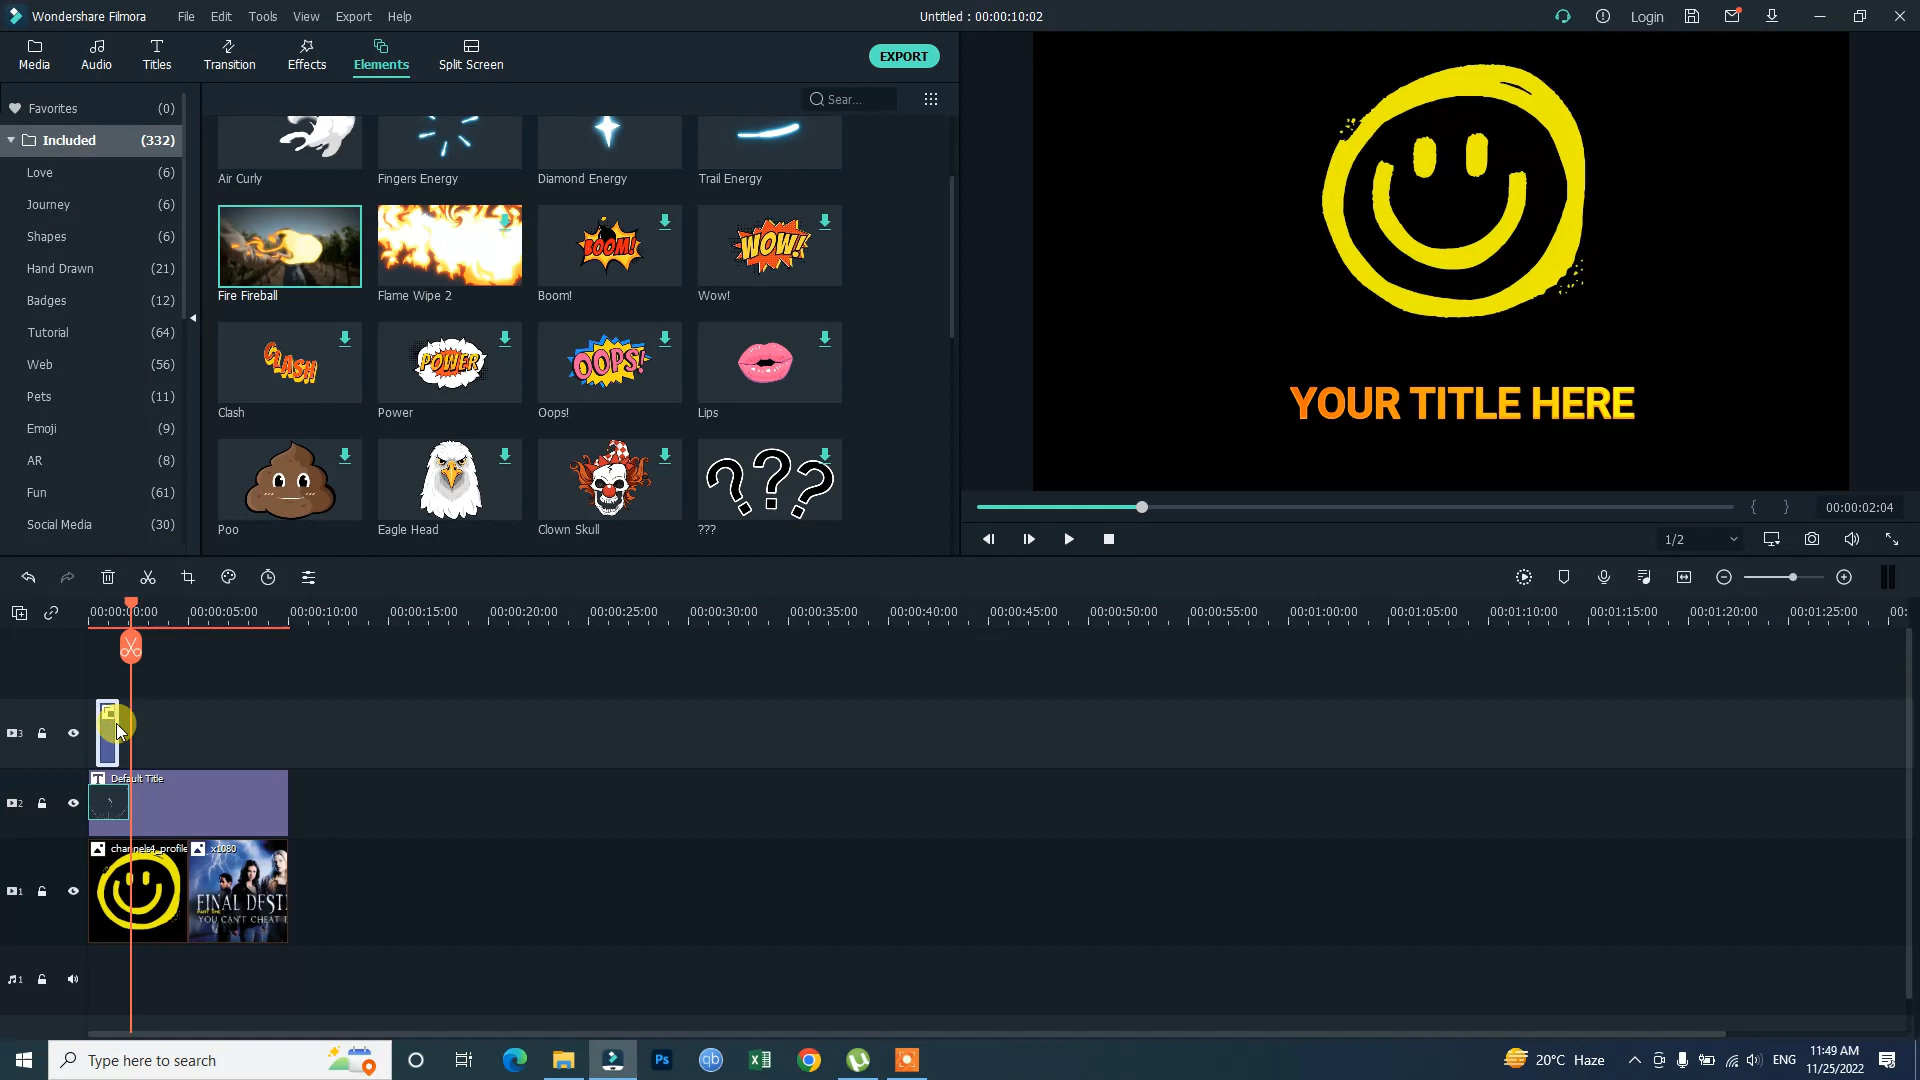 Wondershare Filmora File Edit Tools View Export Help Untitled : 00:00:10:02 Login
Media Audio Titles Transition Effects Elements Split Screen EXPORT
Favorites (0) Sear...
Included (332)
Love (6)
Journey (6)
Shapes (6)
Hand Drawn (21)
Badges (12)
Tutorial (64)
Web (56)
Pets (11)
Emoji (9)
AR (8)
Fun (61)
Social Media (30)
Air Curly Fingers Energy Diamond Energy Trail Energy
BOOM! WOW!
Fire Fireball Flame Wipe 2 Boom! Wow!
CLASH POWER OOPS!
Clash Power Oops! Lips
???
Poo Eagle Head Clown Skull ???
YOUR TITLE HERE
{ } 00:00:02:04
1/2
00:00:00:00 00:00:05:00 00:00:10:00 00:00:15:00 00:00:20:00 00:00:25:00 00:00:30:00 00:00:35:00 00:00:40:00 00:00:45:00 00:00:50:00 00:00:55:00 00:01:00:00 00:01:05:00 00:01:10:00 00:01:15:00 00:01:20:00 00:01:25:00 00:
3
2 T Default Title
channels4_profile x1080
1 FINAL DESTI
YOU CAN'T CHEAT
1
Type here to search Ps qb 20°C Haze ENG 11:49 AM
11/25/2022